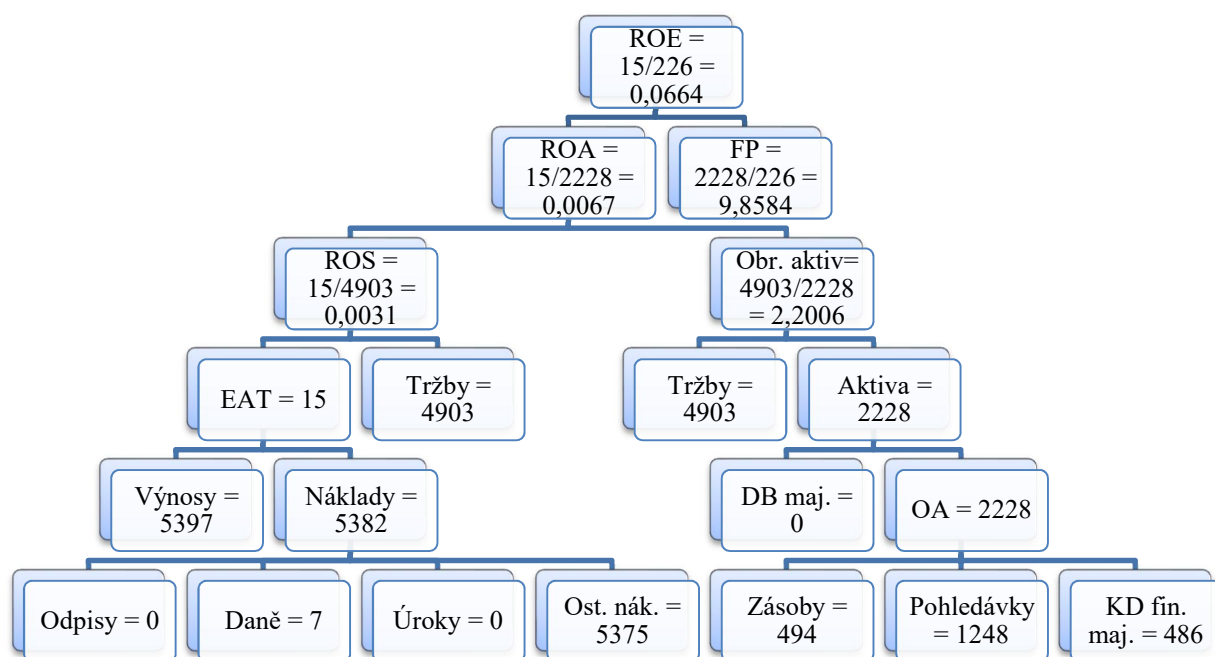 ROE =
15/226 =
0,0664
ROA =
15/2228 =
0,0067
FP =
2228/226 =
9,8584
ROS =
15/4903 =
0,0031
Obr. aktiv=
4903/2228
= 2,2006
EAT = 15
Tržby =
4903
Tržby =
4903
Aktiva =
2228
Výnosy =
5397
Náklady =
5382
DB maj. =
0
OA = 2228
Odpisy = 0
Daně = 7
Úroky = 0
Ost. nák. =
5375
Zásoby =
494
Pohledávky
= 1248
KD fin.
maj. = 486